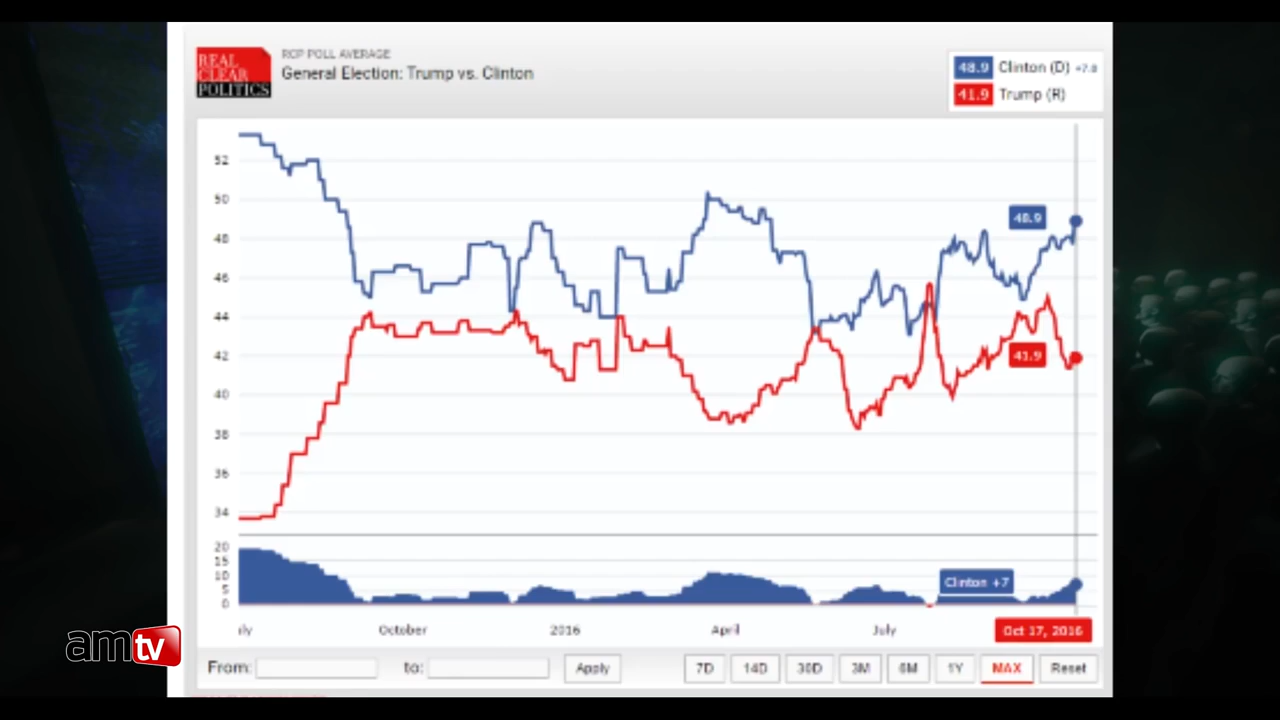 REAL
CLEAR
POLITICS
RCP POLL AVERAGE
General Election: Trump vs. Clinton
48.9 Clinton (D) +7.0
41.9 Trump (R)
52
50
48
46
44
42
40
38
36
34
48.9
41.9
20
15
10
5
0
Clinton +7
October 2016 April July Oct 17, 2016
From: to: Apply 7D 14D 30D 3M 6M 1Y MAX Reset
amtv